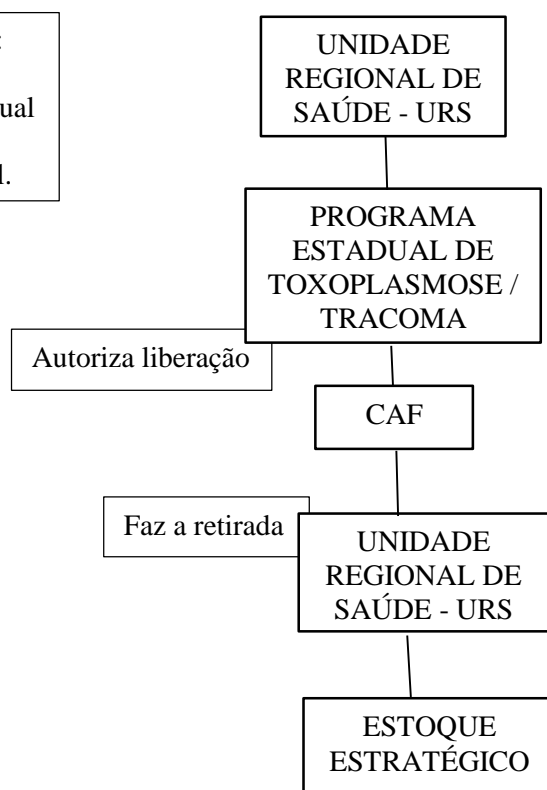 UNIDADE
REGIONAL DE
SAÚDE - URS
PROGRAMA
ESTADUAL DE
TOXOPLASMOSE /
TRACOMA
Autoriza liberação
CAF
Faz a retirada
UNIDADE
REGIONAL DE
SAÚDE - URS
ESTOQUE
ESTRATÉGICO